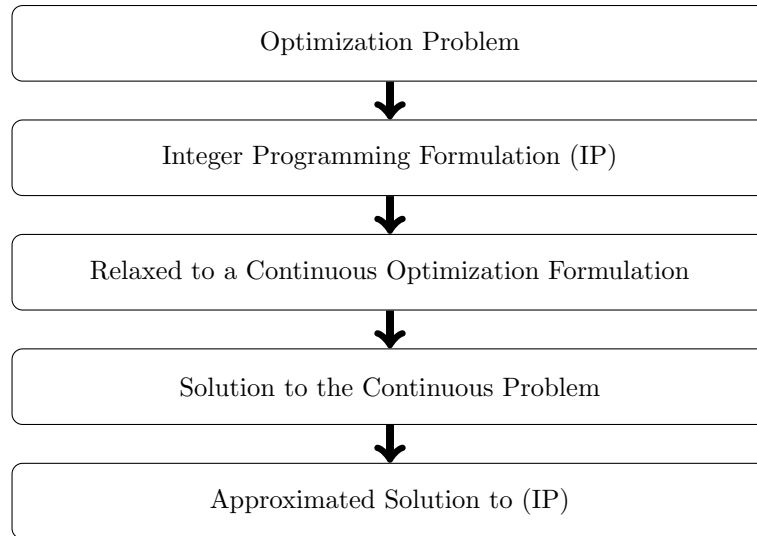 Optimization Problem
Integer Programming Formulation (IP)
Relaxed to a Continuous Optimization Formulation
Solution to the Continuous Problem
Approximated Solution to (IP)